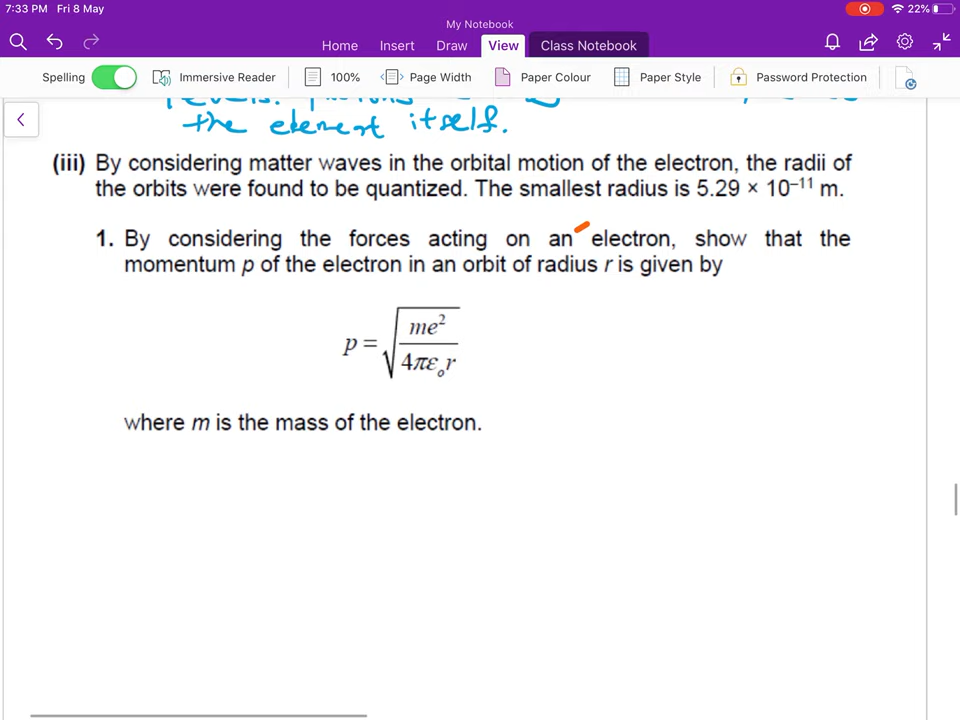 7:33 PM Fri 8 May
22%
My Notebook
Home Insert Draw View Class Notebook
Spelling Immersive Reader 100% Page Width Paper Colour Paper Style Password Protection
the element itself.
(iii) By considering matter waves in the orbital motion of the electron, the radii of
the orbits were found to be quantized. The smallest radius is 5.29 × 10⁻¹¹ m.
1. By considering the forces acting on an electron, show that the
momentum p of the electron in an orbit of radius r is given by
p = √(me²/4πε₀r)
where m is the mass of the electron.